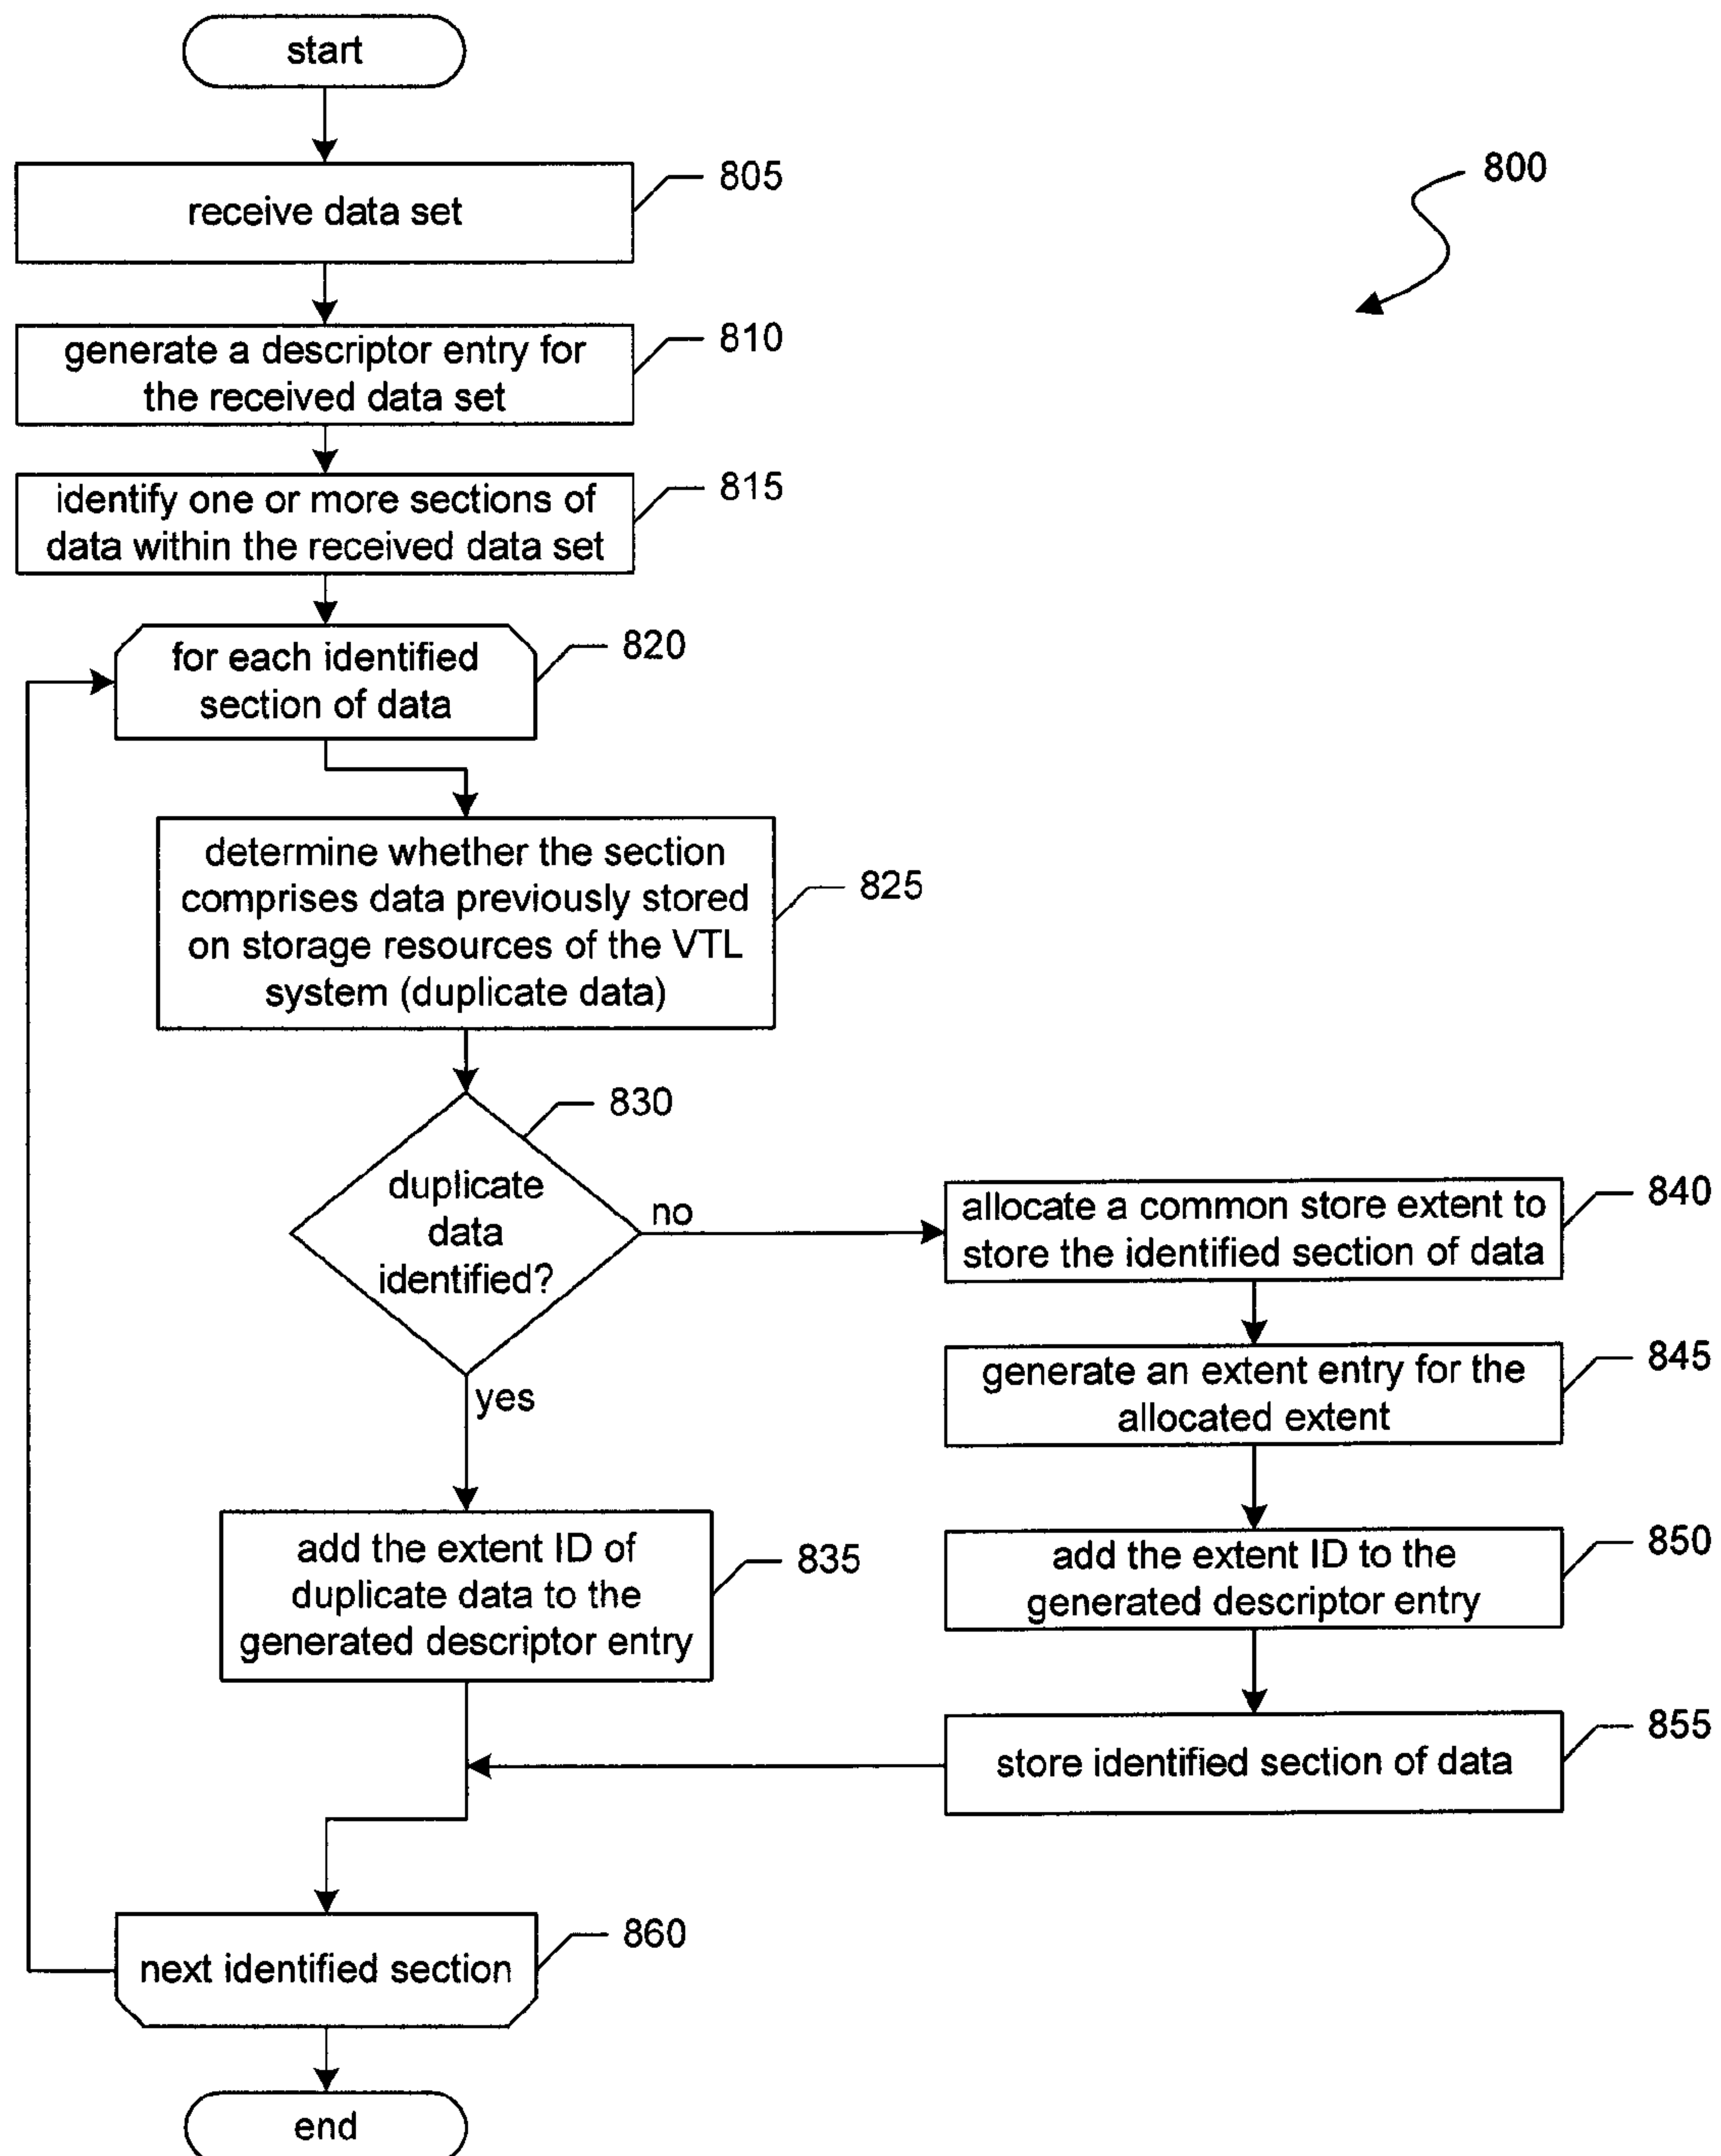 start
receive data set
805
800
generate a descriptor entry for
the received data set
810
identify one or more sections of
data within the received data set
815
for each identified
section of data
820
determine whether the section
comprises data previously stored
on storage resources of the VTL
system (duplicate data)
825
830
duplicate
data
identified?
no
yes
allocate a common store extent to
store the identified section of data
840
generate an extent entry for the
allocated extent
845
add the extent ID of
duplicate data to the
generated descriptor entry
835
add the extent ID to the
generated descriptor entry
850
store identified section of data
855
next identified section
860
end